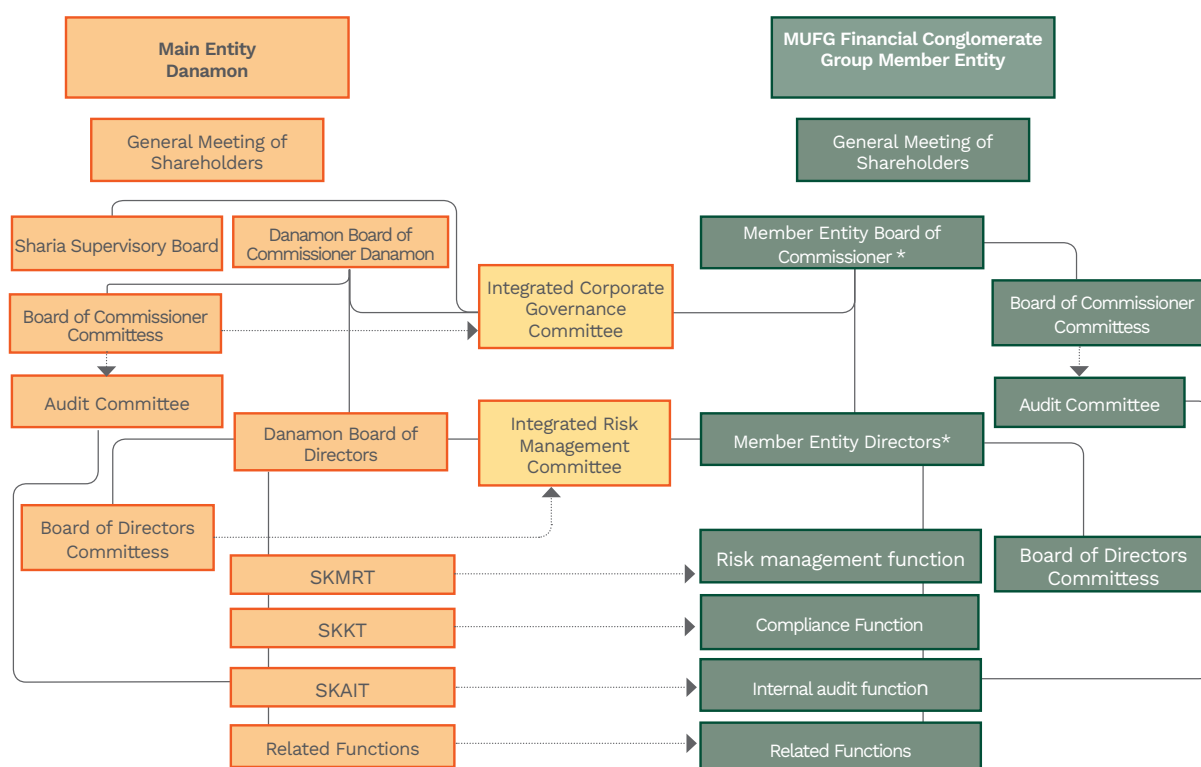 Main Entity
Danamon
MUFG Financial Conglomerate
Group Member Entity
General Meeting of
Shareholders
General Meeting of
Shareholders
Sharia Supervisory Board
Danamon Board of
Commissioner Danamon
Member Entity Board of
Commissioner *
Integrated Corporate
Governance
Committee
Board of Commissioner
Committess
Board of Commissioner
Committess
Audit Committee
Audit Committee
Danamon Board of
Directors
Integrated Risk
Management
Committee
Member Entity Directors*
Board of Directors
Committess
Board of Directors
Committess
SKMRT
Risk management function
SKKT
Compliance Function
SKAIT
Internal audit function
Related Functions
Related Functions